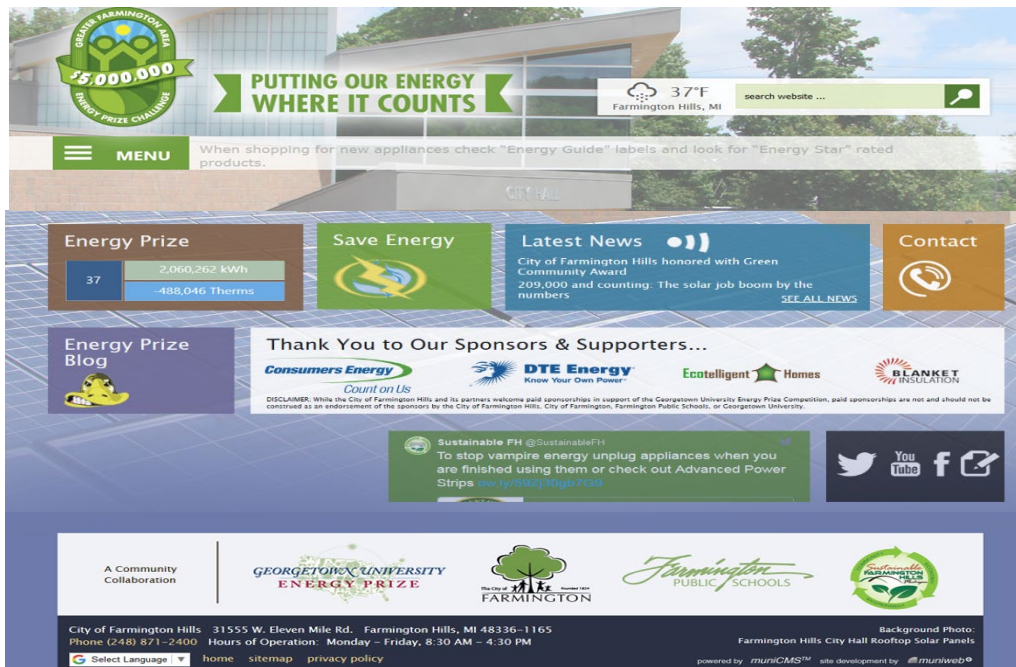 GREATER FARMINGTON AREA
$5,000,000
ENERGY PRIZE CHALLENGE
PUTTING OUR ENERGY
WHERE IT COUNTS
37°F
Farmington Hills, MI
search website ...
MENU
When shopping for new appliances check "Energy Guide" labels and look for "Energy Star" rated
products.
CITY HALL
Energy Prize
37
2,060,262 kWh
-488,046 Therms
Save Energy
Latest News
City of Farmington Hills honored with Green
Community Award
209,000 and counting: The solar job boom by the
numbers
SEE ALL NEWS
Contact
Energy Prize
Blog
Thank You to Our Sponsors & Supporters...
Consumers Energy
Count on Us
DTE Energy
Know Your Own Power
Ecotelligent Homes
BLANKET
INSULATION
DISCLAIMER: While the City of Farmington Hills and its partners welcome paid sponsorships in support of the Georgetown University Energy Prize Competition, paid sponsorships are not and should not be
construed as an endorsement of the sponsors by the City of Farmington Hills, City of Farmington, Farmington Public Schools, or Georgetown University.
Sustainable FH @SustainableFH
To stop vampire energy unplug appliances when you
are finished using them or check out Advanced Power
Strips
You
Tube
A Community
Collaboration
GEORGETOWN UNIVERSITY
ENERGY PRIZE
The City of
Founded 1824
FARMINGTON
Farmington
PUBLIC SCHOOLS
Sustainable
FARMINGTON
HILLS
Michigan
City of Farmington Hills 31555 W. Eleven Mile Rd. Farmington Hills, MI 48336-1165
Phone (248) 871-2400 Hours of Operation: Monday - Friday, 8:30 AM - 4:30 PM
Background Photo:
Farmington Hills City Hall Rooftop Solar Panels
G Select Language ▼
home sitemap privacy policy
powered by muniCMS™ site development by muniweb®